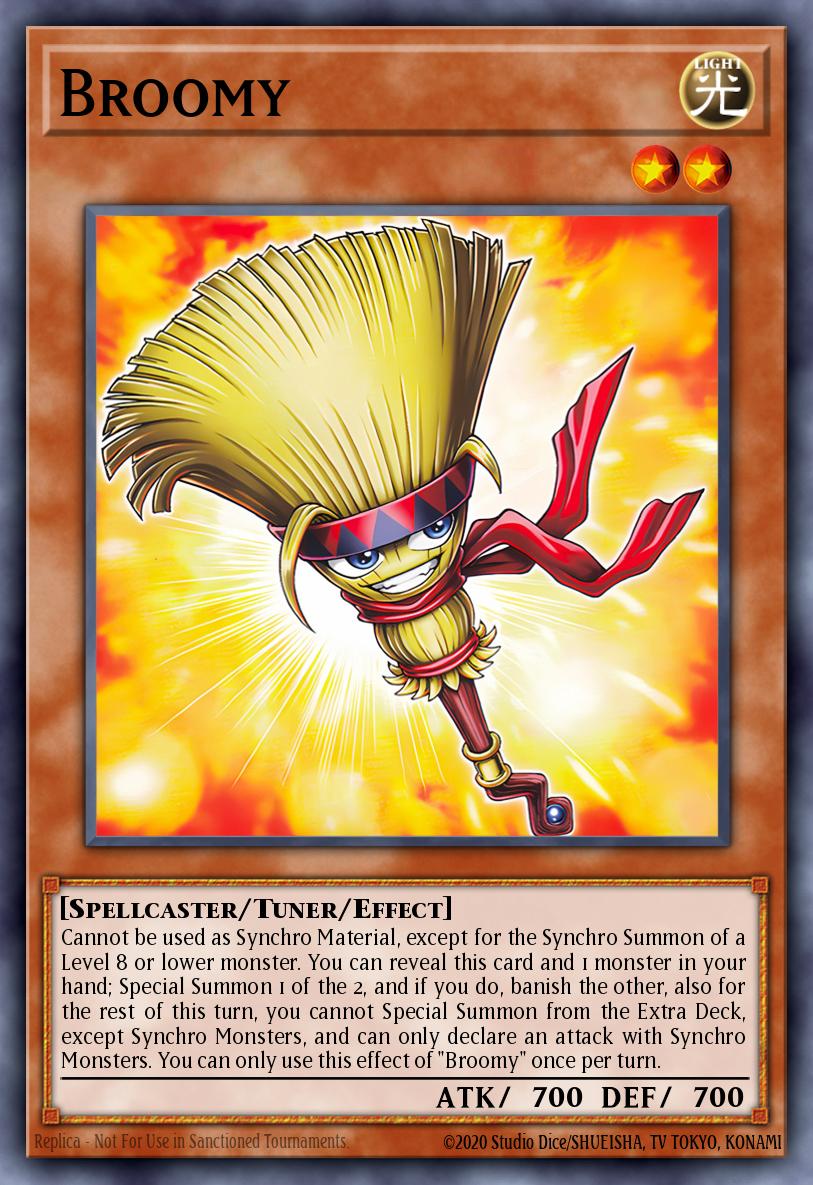 Broomy
LIGHT
光
[Spellcaster/Tuner/Effect]
Cannot be used as Synchro Material, except for the Synchro Summon of a
Level 8 or lower monster. You can reveal this card and 1 monster in your
hand; Special Summon 1 of the 2, and if you do, banish the other, also for
the rest of this turn, you cannot Special Summon from the Extra Deck,
except Synchro Monsters, and can only declare an attack with Synchro
Monsters. You can only use this effect of "Broomy" once per turn.
ATK/ 700 DEF/ 700
Replica - Not For Use in Sanctioned Tournaments. ©2020 Studio Dice/SHUEISHA, TV TOKYO, KONAMI